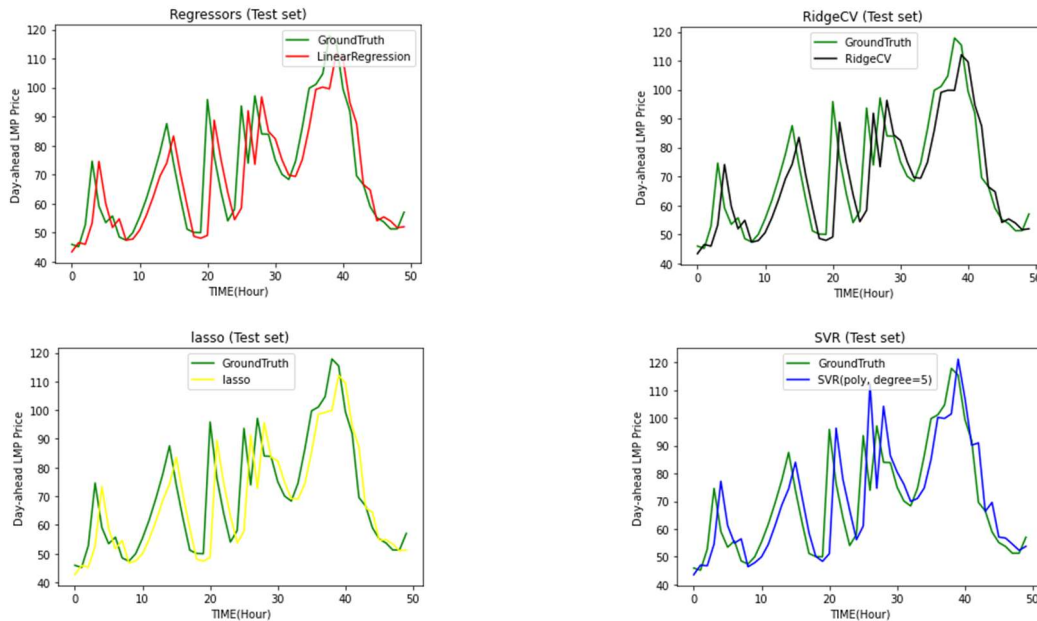 Regressors (Test set)
GroundTruth
LinearRegression
Day-ahead LMP Price
120
110
100
90
80
70
60
50
40
0 10 20 30 40 50
TIME(Hour)
RidgeCV (Test set)
GroundTruth
RidgeCV
Day-ahead LMP Price
120
110
100
90
80
70
60
50
40
0 10 20 30 40 50
TIME(Hour)
lasso (Test set)
GroundTruth
lasso
Day-ahead LMP Price
120
110
100
90
80
70
60
50
40
0 10 20 30 40 50
TIME(Hour)
SVR (Test set)
GroundTruth
SVR(poly, degree=5)
Day-ahead LMP Price
120
110
100
90
80
70
60
50
40
0 10 20 30 40 50
TIME(Hour)